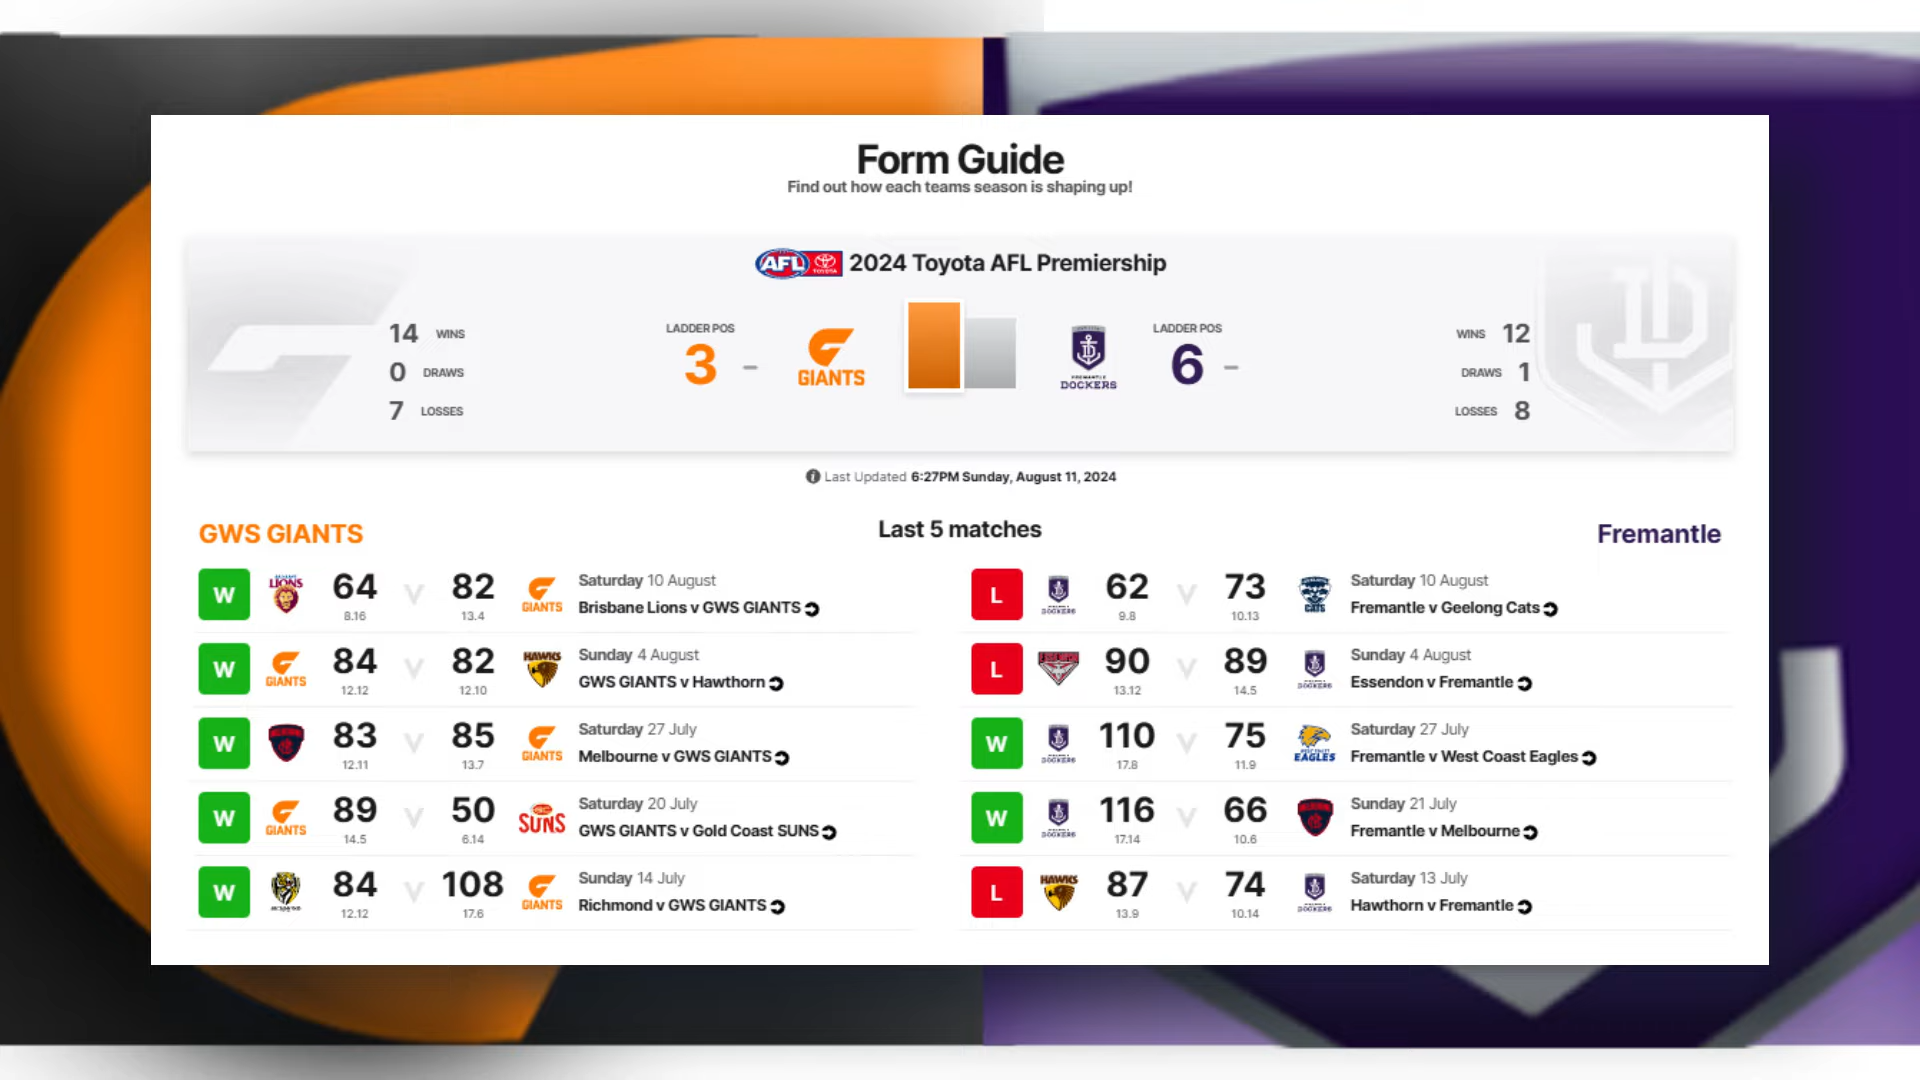 Form Guide
Find out how each teams season is shaping up!
AFL TOYOTA 2024 Toyota AFL Premiership
14 WINS
0 DRAWS
7 LOSSES
LADDER POS
3 -
GIANTS
FREMANTLE
DOCKERS
LADDER POS
6 -
WINS 12
DRAWS 1
LOSSES 8
Last Updated 6:27PM Sunday, August 11, 2024
GWS GIANTS
Last 5 matches
Fremantle
W LIONS 64 v 82 GIANTS Saturday 10 August
8.16 13.4 Brisbane Lions v GWS GIANTS
W GIANTS 84 v 82 HAWKS Sunday 4 August
12.12 12.10 GWS GIANTS v Hawthorn
W 83 v 85 GIANTS Saturday 27 July
12.11 13.7 Melbourne v GWS GIANTS
W GIANTS 89 v 50 SUNS Saturday 20 July
14.5 6.14 GWS GIANTS v Gold Coast SUNS
W 84 v 108 GIANTS Sunday 14 July
12.12 17.6 Richmond v GWS GIANTS
L DOCKERS 62 v 73 CATS Saturday 10 August
9.8 10.13 Fremantle v Geelong Cats
L 90 v 89 DOCKERS Sunday 4 August
13.12 14.5 Essendon v Fremantle
W DOCKERS 110 v 75 EAGLES Saturday 27 July
17.8 11.9 Fremantle v West Coast Eagles
W DOCKERS 116 v 66 Sunday 21 July
17.14 10.6 Fremantle v Melbourne
L HAWKS 87 v 74 DOCKERS Saturday 13 July
13.9 10.14 Hawthorn v Fremantle